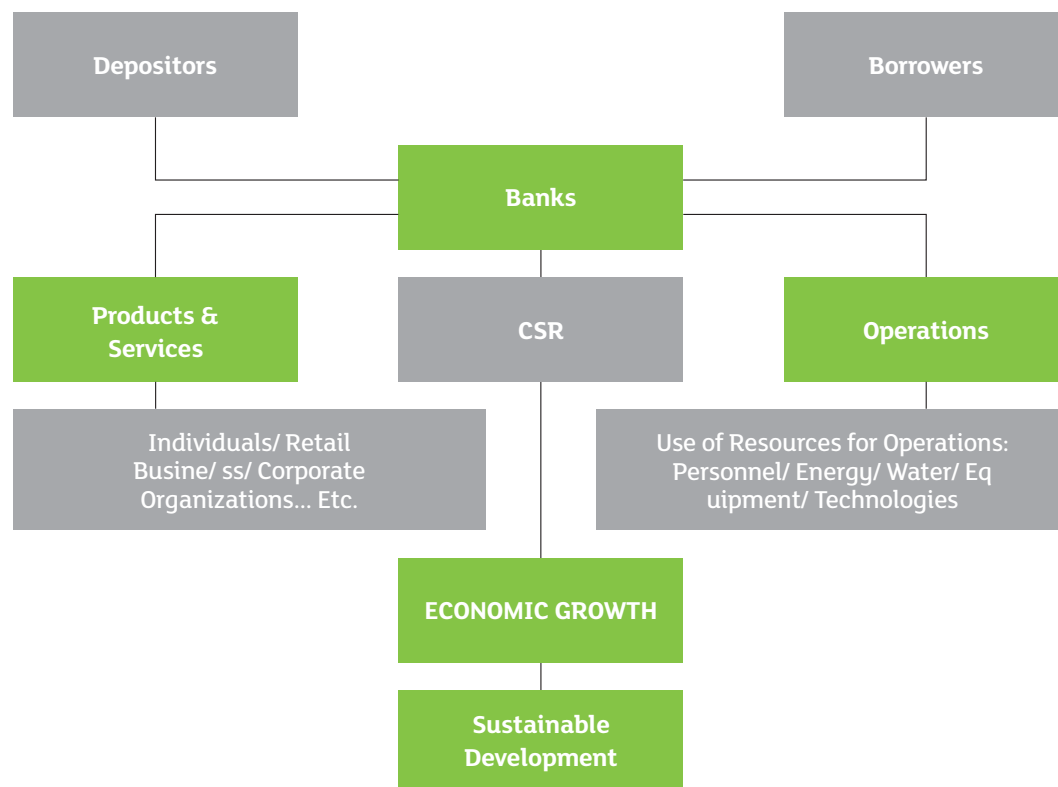 Depositors
Borrowers
Banks
Products &
Services
CSR
Operations
Individuals/ Retail
Busine/ ss/ Corporate
Organizations... Etc.
Use of Resources for Operations:
Personnel/ Energy/ Water/ Eq
uipment/ Technologies
ECONOMIC GROWTH
Sustainable
Development